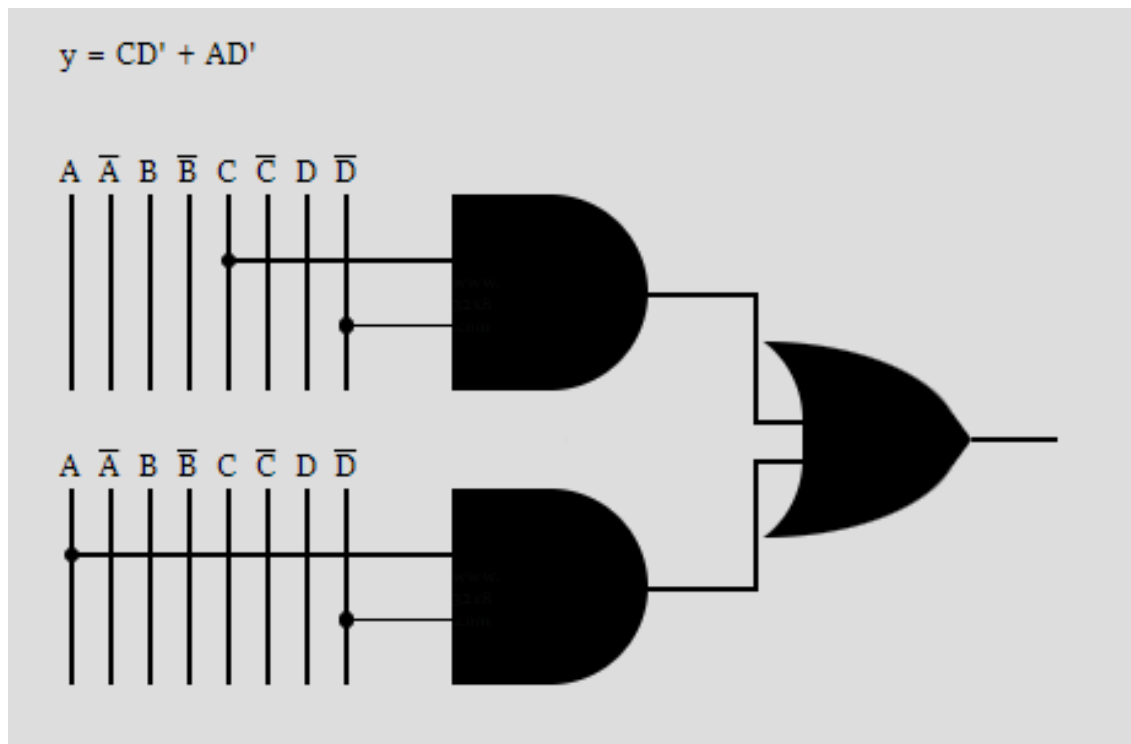 y = CD' + AD'
A A̅ B B̅ C C̅ D D̅
A A̅ B B̅ C C̅ D D̅